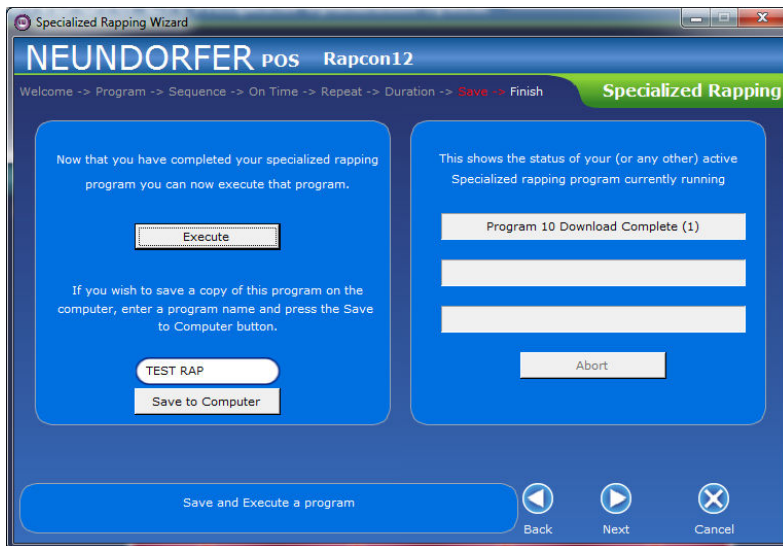 Specialized Rapping Wizard
NEUNDORFER POS Rapcon12
Welcome -> Program -> Sequence -> On Time -> Repeat -> Duration -> Save -> Finish
Specialized Rapping
Now that you have completed your specialized rapping
program you can now execute that program.
Execute
If you wish to save a copy of this program on the
computer, enter a program name and press the Save
to Computer button.
TEST RAP
Save to Computer
This shows the status of your (or any other) active
Specialized rapping program currently running
Program 10 Download Complete (1)
Abort
Save and Execute a program
Back
Next
Cancel